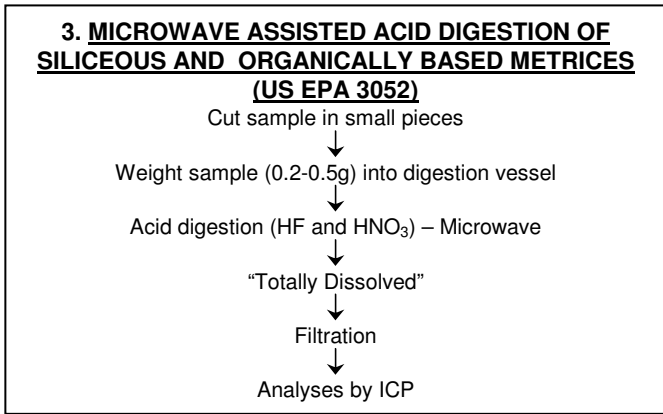 3. MICROWAVE ASSISTED ACID DIGESTION OF
SILICEOUS AND ORGANICALLY BASED METRICES
(US EPA 3052)
Cut sample in small pieces
Weight sample (0.2-0.5g) into digestion vessel
Acid digestion (HF and HNO₃) – Microwave
“Totally Dissolved”
Filtration
Analyses by ICP